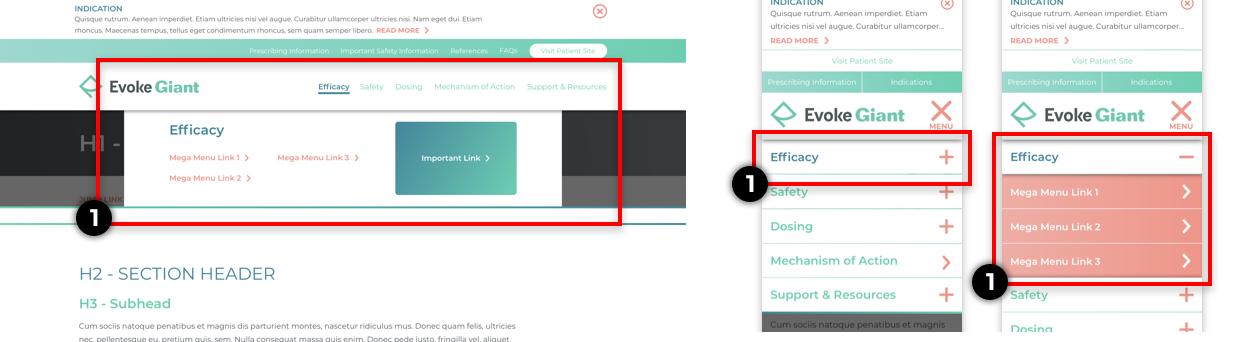 INDICATION
Quisque rutrum. Aenean imperdiet. Etiam ultricies nisi vel augue. Curabitur ullamcorper ultricies nisi. Nam eget dui. Etiam
rhoncus. Maecenas tempus, tellus eget condimentum rhoncus, sem quam semper libero. READ MORE
Prescribing Information Important Safety Information References FAQs Visit Patient Site
Evoke Giant
Efficacy Safety Dosing Mechanism of Action Support & Resources
H1 -
Efficacy
Mega Menu Link 1 Mega Menu Link 3
Mega Menu Link 2
Important Link
LINK
1
H2 - SECTION HEADER
H3 - Subhead
Cum sociis natoque penatibus et magnis dis parturient montes, nascetur ridiculus mus. Donec quam felis, ultricies
nec, pellentesque eu, pretium quis, sem. Nulla consequat massa quis enim. Donec pede justo, fringilla vel, aliquet
INDICATION
Quisque rutrum. Aenean imperdiet. Etiam
ultricies nisi vel augue. Curabitur ullamcorper...
READ MORE
Visit Patient Site
Prescribing Information Indications
Evoke Giant
MENU
Efficacy
1
Safety
Dosing
Mechanism of Action
Support & Resources
Cum sociis natoque penatibus et magnis
INDICATION
Quisque rutrum. Aenean imperdiet. Etiam
ultricies nisi vel augue. Curabitur ullamcorper...
READ MORE
Visit Patient Site
Prescribing Information Indications
Evoke Giant
MENU
Efficacy
Mega Menu Link 1
Mega Menu Link 2
Mega Menu Link 3
1
Safety
Dosing